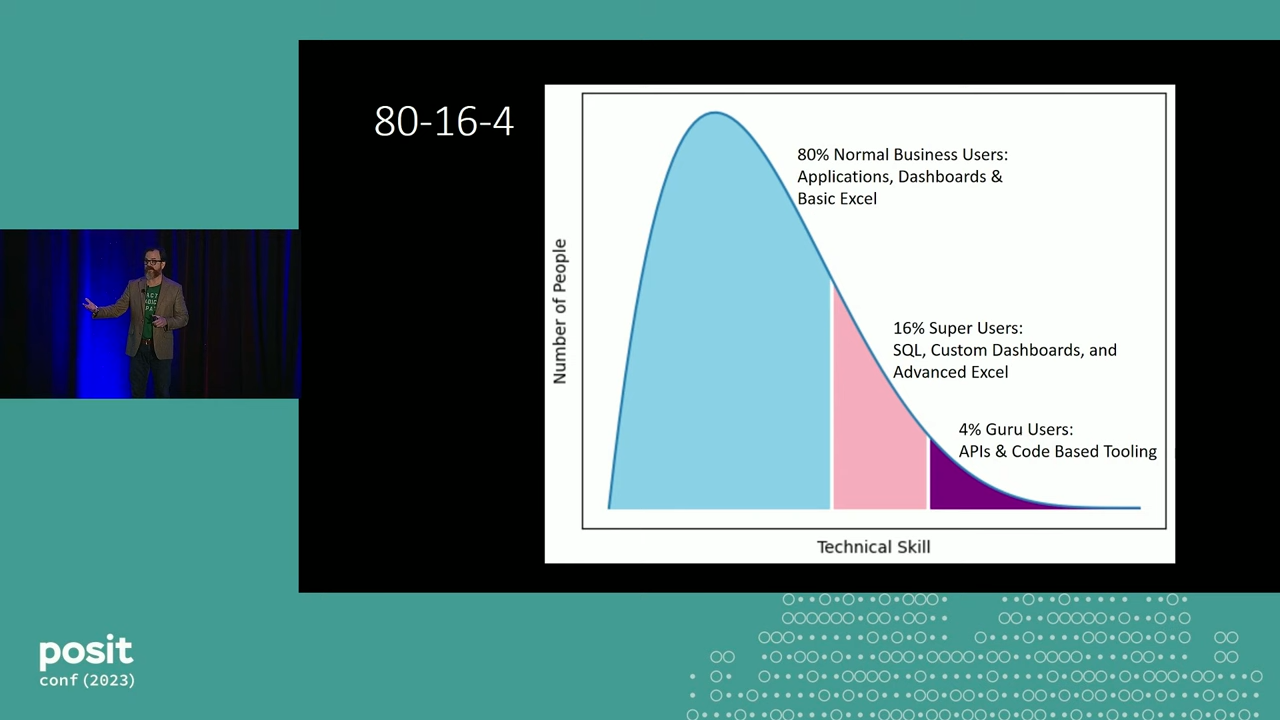 80-16-4
80% Normal Business Users:
Applications, Dashboards &
Basic Excel
16% Super Users:
SQL, Custom Dashboards, and
Advanced Excel
4% Guru Users:
APIs & Code Based Tooling
Number of People
Technical Skill
posit
conf(2023)